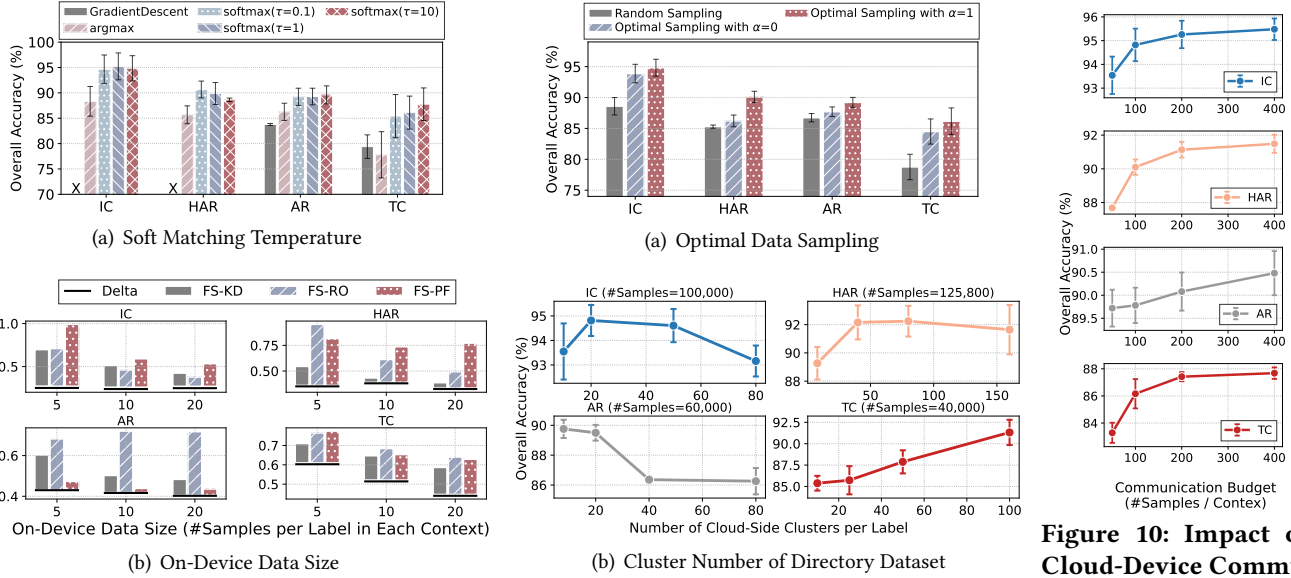 GradientDescent
argmax
softmax(τ=0.1)
softmax(τ=1)
softmax(τ=10)
Overall Accuracy (%)
100
95
90
85
80
75
70
X
X
IC
HAR
AR
TC
(a) Soft Matching Temperature
Delta
FS-KD
FS-RO
FS-PF
IC
1.0
0.5
5
10
20
HAR
0.75
0.50
5
10
20
AR
0.6
0.4
5
10
20
TC
0.7
0.6
0.5
5
10
20
On-Device Data Size (#Samples per Label in Each Context)
(b) On-Device Data Size
Random Sampling
Optimal Sampling with α=0
Optimal Sampling with α=1
Overall Accuracy (%)
95
90
85
80
75
IC
HAR
AR
TC
(a) Optimal Data Sampling
Overall Accuracy (%)
IC (#Samples=100,000)
95
94
93
20
40
60
80
HAR (#Samples=125,800)
92
90
88
50
100
150
AR (#Samples=60,000)
90
88
86
20
40
60
80
TC (#Samples=40,000)
92.5
90.0
87.5
85.0
20
40
60
80
100
Number of Cloud-Side Clusters per Label
(b) Cluster Number of Directory Dataset
Overall Accuracy (%)
96
95
94
93
IC
100
200
300
400
92
90
88
HAR
100
200
300
400
91.0
90.5
90.0
89.5
AR
100
200
300
400
88
86
84
TC
100
200
300
400
Communication Budget
(#Samples / Contex)
Figure 10: Impact o
Cloud-Device Commu